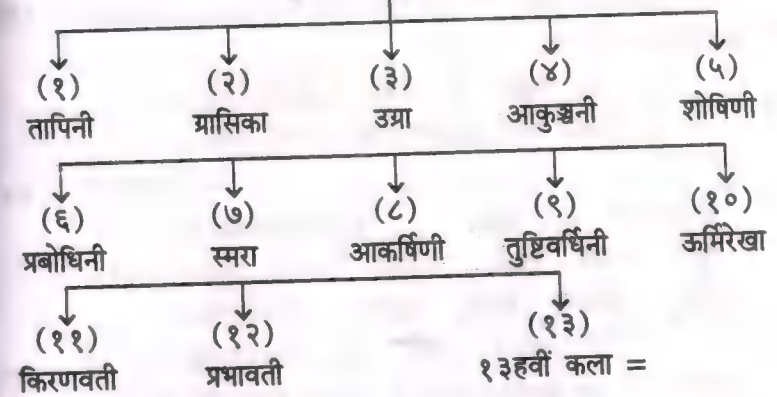 (१) (२) (३) (४) (५)
तापिनी ग्रासिका उग्रा आकुञ्चनी शोषिणी
(६) (७) (८) (९) (१०)
प्रबोधिनी स्मरा आकर्षिणी तुष्टिवर्धिनी ऊर्मिरेखा
(११) (१२) (१३)
किरणवती प्रभावती १३हवीं कला =